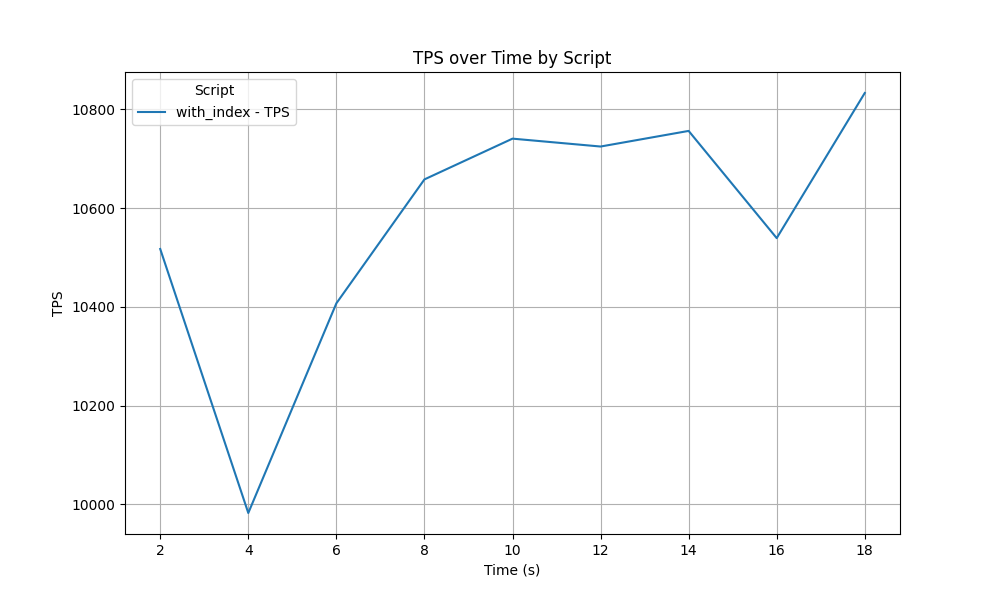 TPS over Time by Script
Script
with_index - TPS
TPS
10800
10600
10400
10200
10000
2 4 6 8 10 12 14 16 18
Time (s)